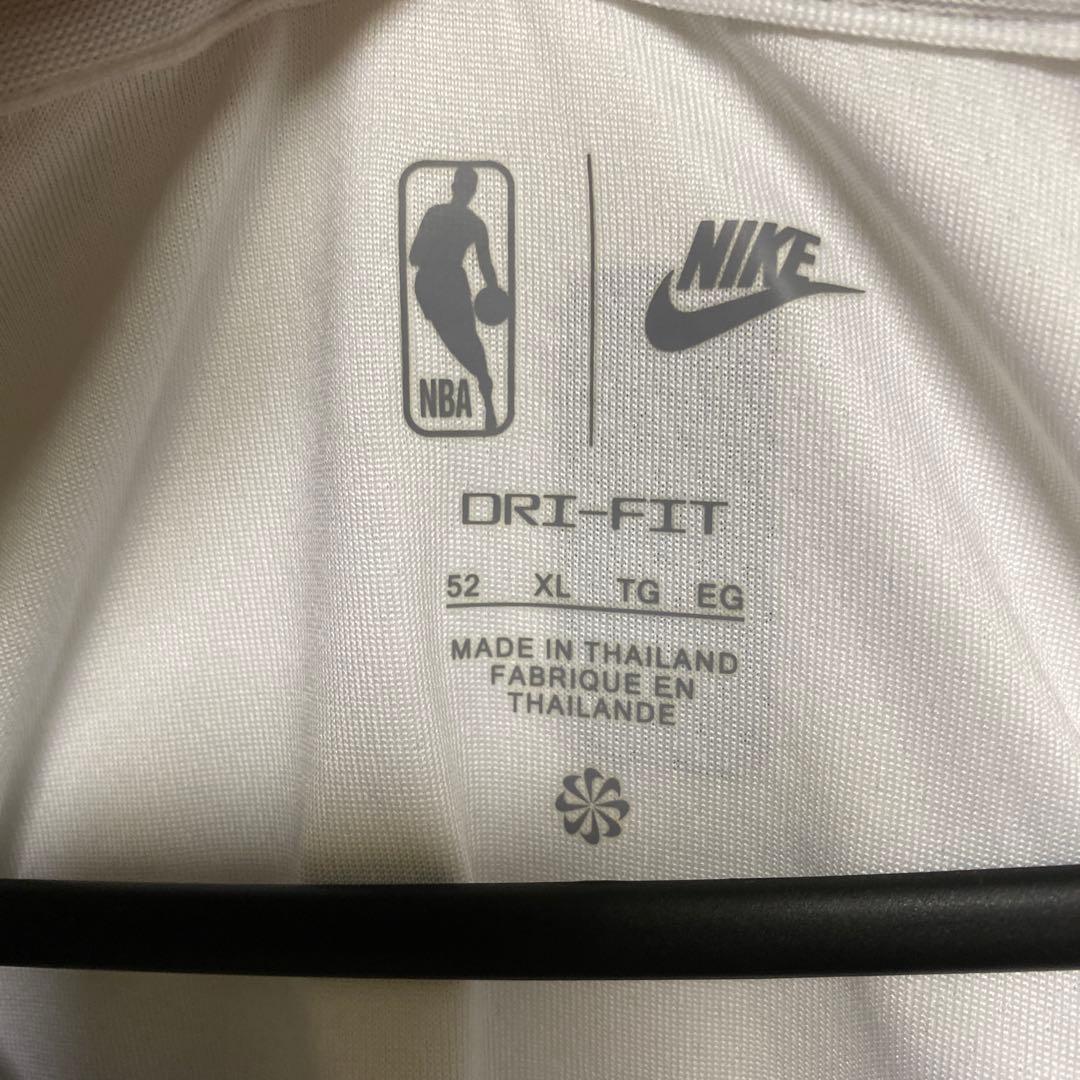 NBA
NIKE
DRI-FIT
52 XL TG EG
MADE IN THAILAND
FABRIQUE EN
THAILANDE